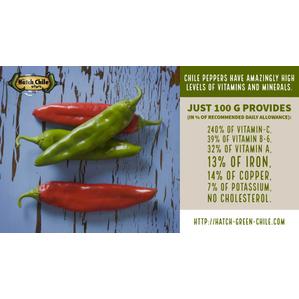 Hatch Chile
CHILE PEPPERS HAVE AMAZINGLY HIGH
LEVELS OF VITAMINS AND MINERALS.
JUST 100 G PROVIDES
(IN % OF RECOMMENDED DAILY ALLOWANCE):
240% OF VITAMIN-C,
39% OF VITAMIN B-6,
32% OF VITAMIN A,
13% OF IRON,
14% OF COPPER,
7% OF POTASSIUM,
NO CHOLESTEROL.
HTTP://HATCH-GREEN-CHILE.COM